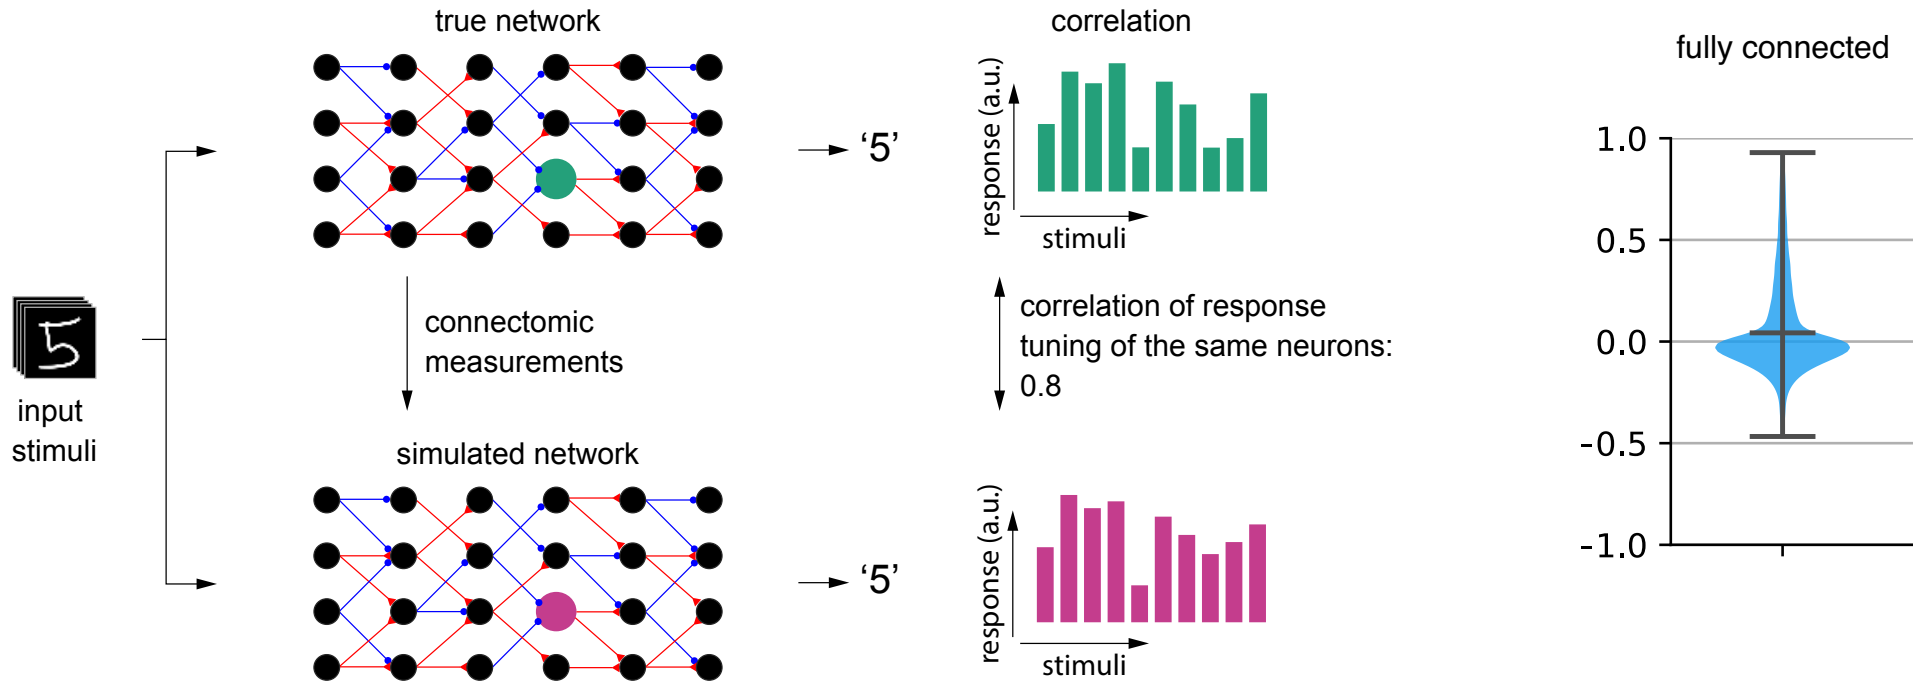 true network
correlation
fully connected
response (a.u.)
stimuli
'5'
1.0
0.5
0.0
-0.5
-1.0
5
input
stimuli
connectomic
measurements
correlation of response
tuning of the same neurons:
0.8
simulated network
'5'
response (a.u.)
stimuli